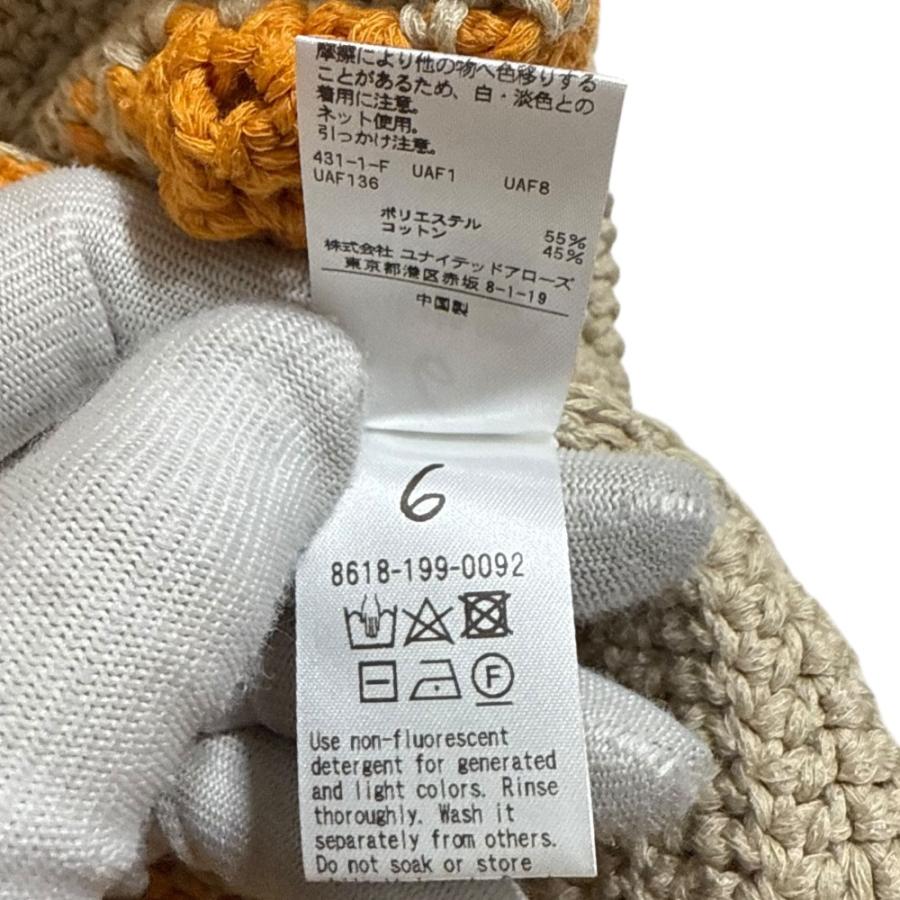 摩擦により他の物へ色移りする
ことがあるため、白・淡色との
着用に注意。
ネット使用。
引っかけ注意。
431-1-F UAF1 UAF8
UAF136
ポリエステル 55%
コットン 45%
株式会社 ユナイテッドアローズ
東京都港区赤坂 8-1-19
中国製
6
8618-199-0092
F
Use non-fluorescent
detergent for generated
and light colors. Rinse
thoroughly. Wash it
separately from others.
Do not soak or store